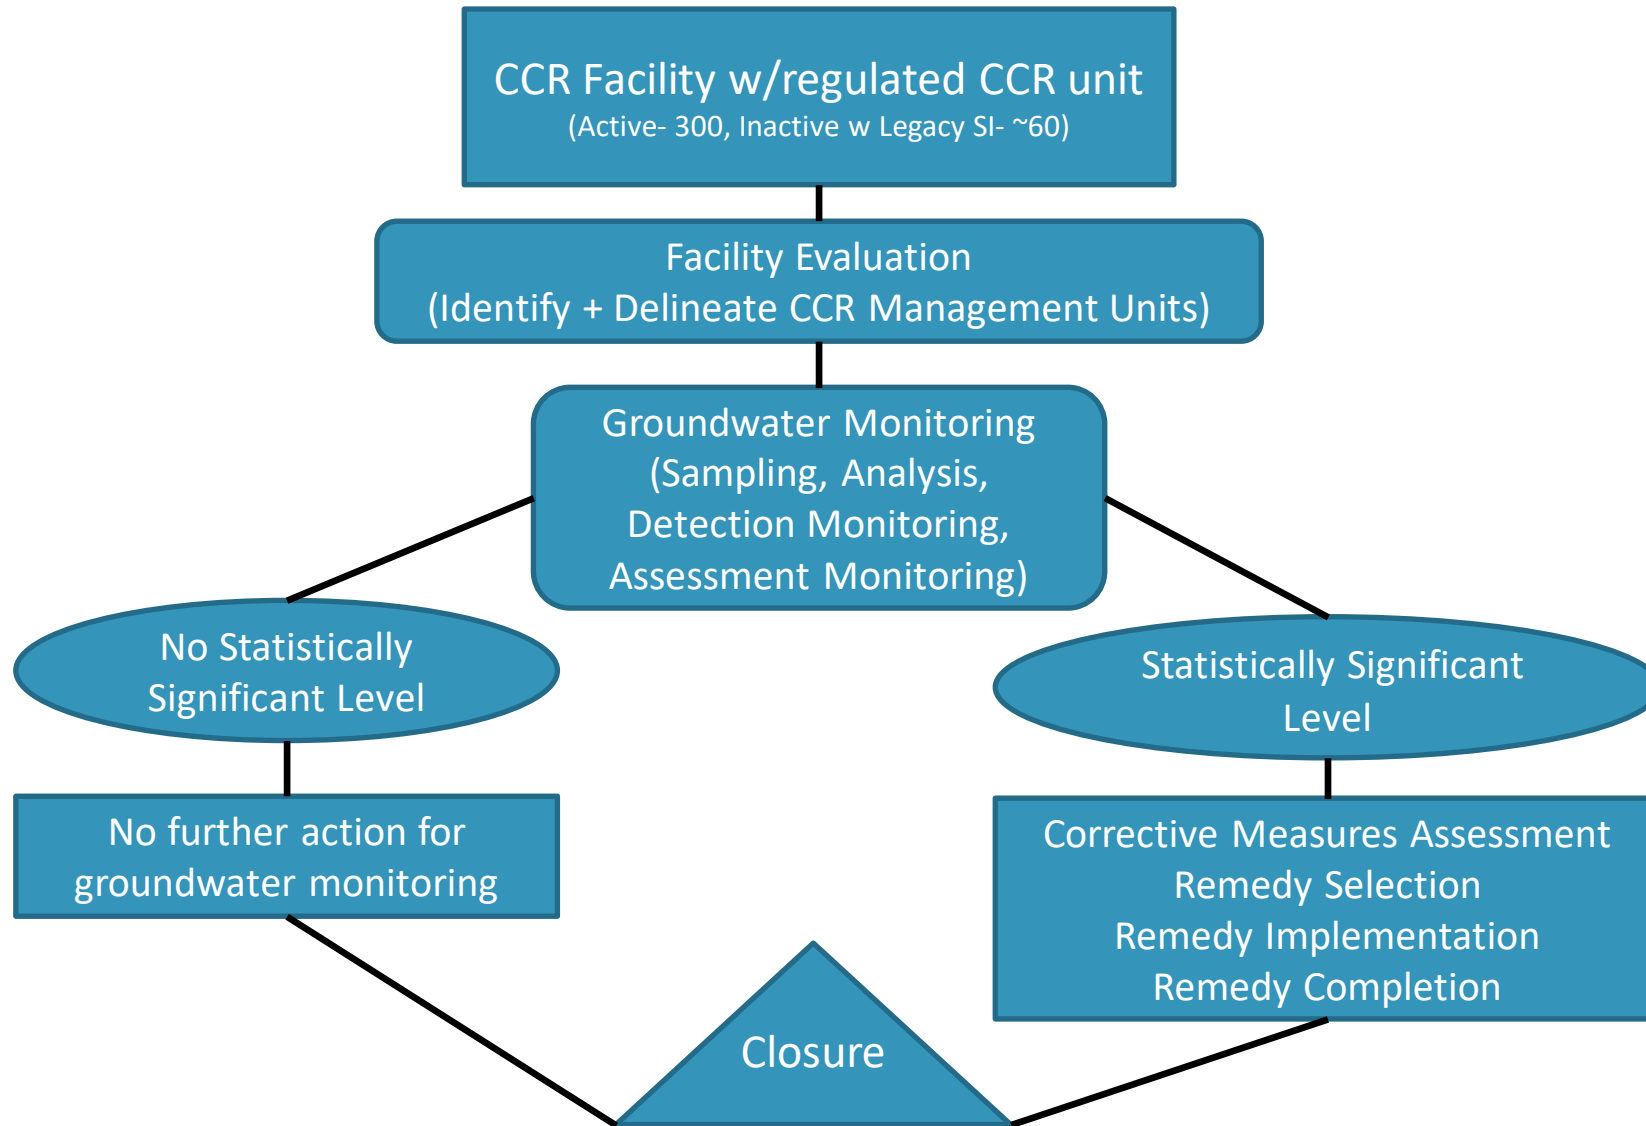 CCR Facility w/regulated CCR unit
(Active- 300, Inactive w Legacy SI- ~60)
Facility Evaluation
(Identify + Delineate CCR Management Units)
Groundwater Monitoring
(Sampling, Analysis,
Detection Monitoring,
Assessment Monitoring)
No Statistically
Significant Level
Statistically Significant
Level
No further action for
groundwater monitoring
Corrective Measures Assessment
Remedy Selection
Remedy Implementation
Remedy Completion
Closure